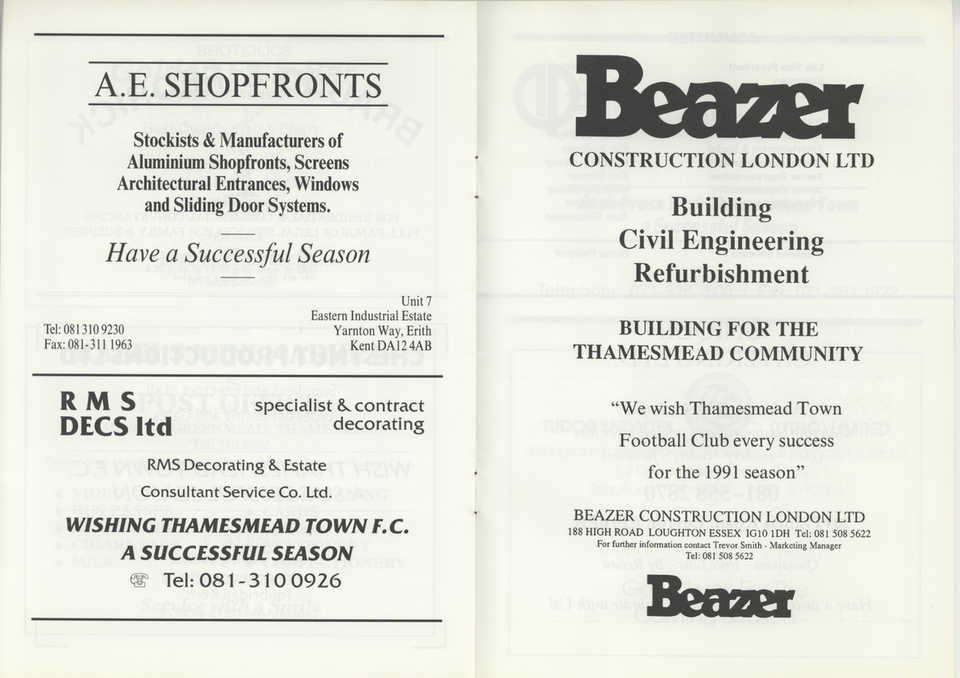 A.E. SHOPFRONTS
Stockists & Manufacturers of
Aluminium Shopfronts, Screens
Architectural Entrances, Windows
and Sliding Door Systems.
Have a Successful Season
Unit 7
Eastern Industrial Estate
Yarnton Way, Erith
Kent DA12 4AB
Tel: 081 310 9230
Fax: 081-311 1963
R M S
DECS ltd
specialist & contract
decorating
RMS Decorating & Estate
Consultant Service Co. Ltd.
WISHING THAMESMEAD TOWN F.C.
A SUCCESSFUL SEASON
☏ Tel: 081-310 0926
Beazer
CONSTRUCTION LONDON LTD
Building
Civil Engineering
Refurbishment
BUILDING FOR THE
THAMESMEAD COMMUNITY
“We wish Thamesmead Town
Football Club every success
for the 1991 season”
BEAZER CONSTRUCTION LONDON LTD
188 HIGH ROAD LOUGHTON ESSEX IG10 1DH Tel: 081 508 5622
For further information contact Trevor Smith - Marketing Manager
Tel: 081 508 5622
Beazer